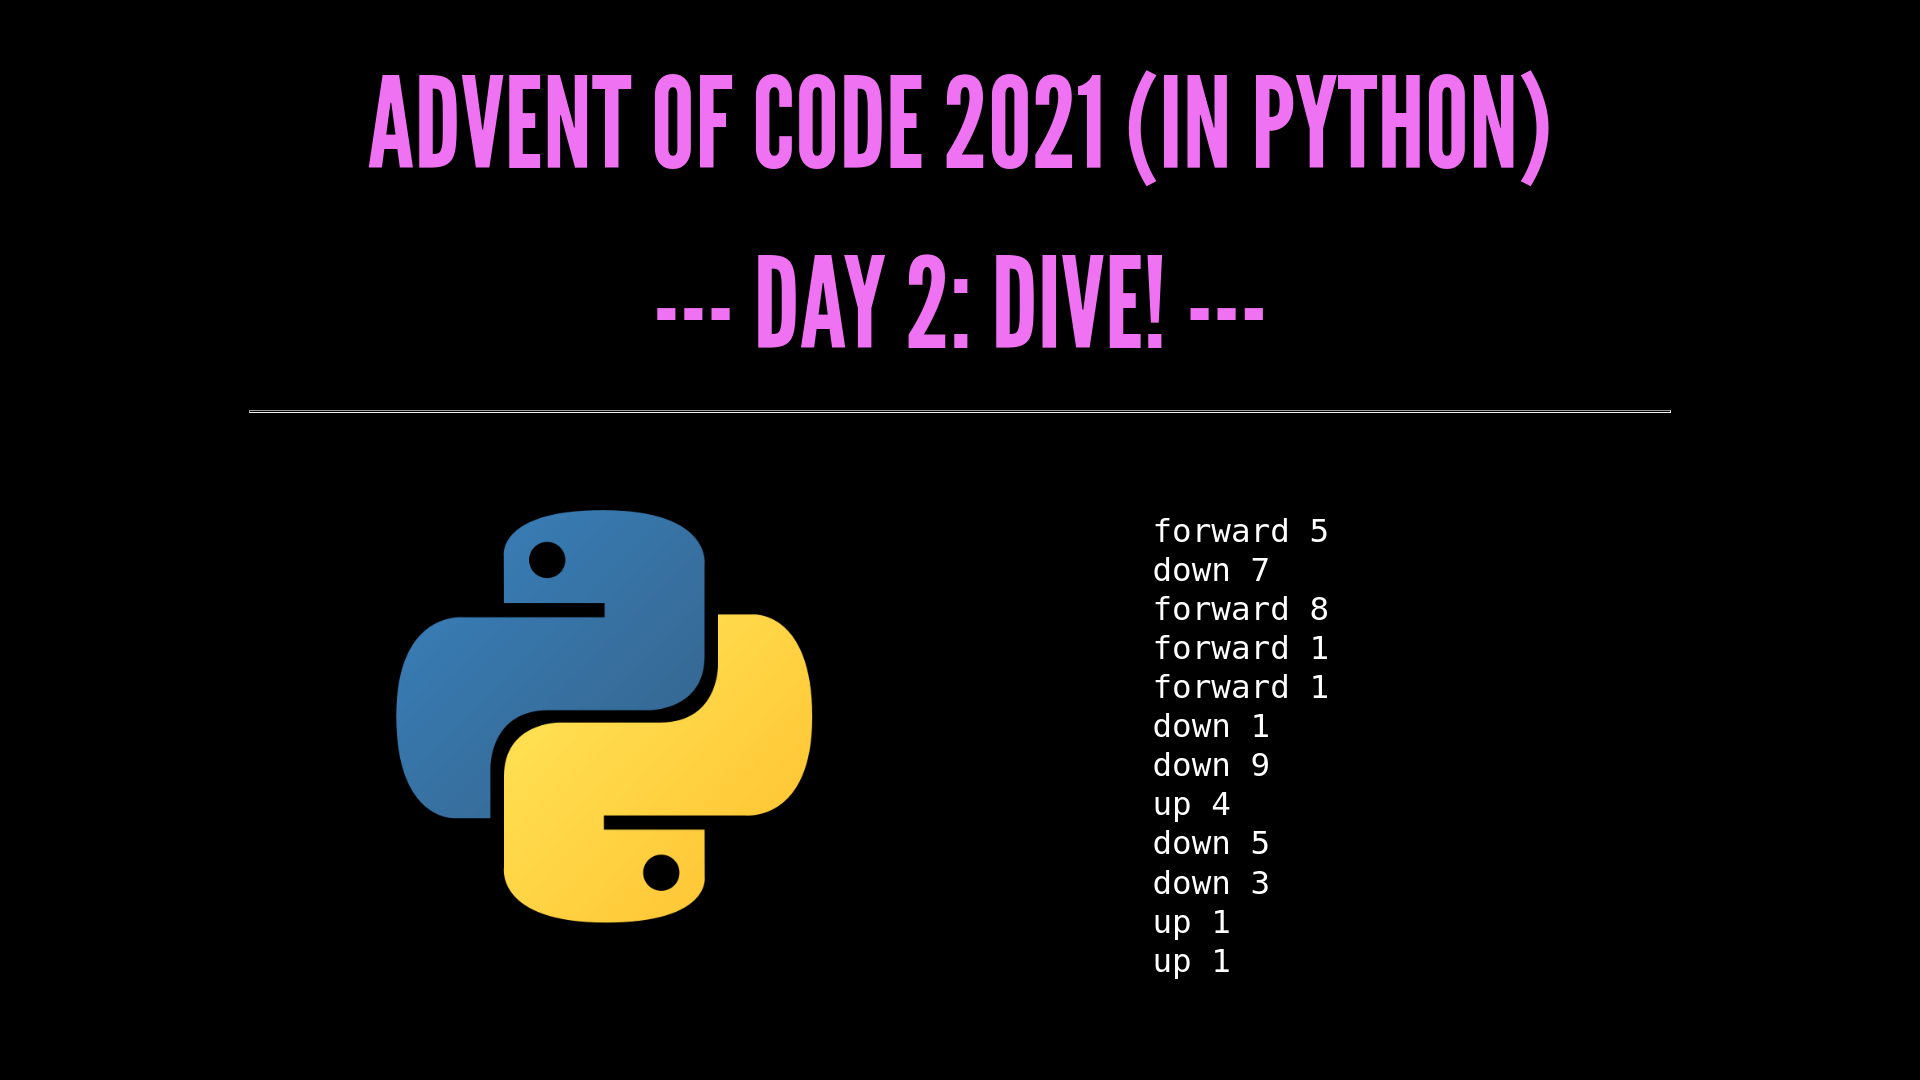 ADVENT OF CODE 2021 (IN PYTHON)
--- DAY 2: DIVE! ---
forward 5
down 7
forward 8
forward 1
forward 1
down 1
down 9
up 4
down 5
down 3
up 1
up 1